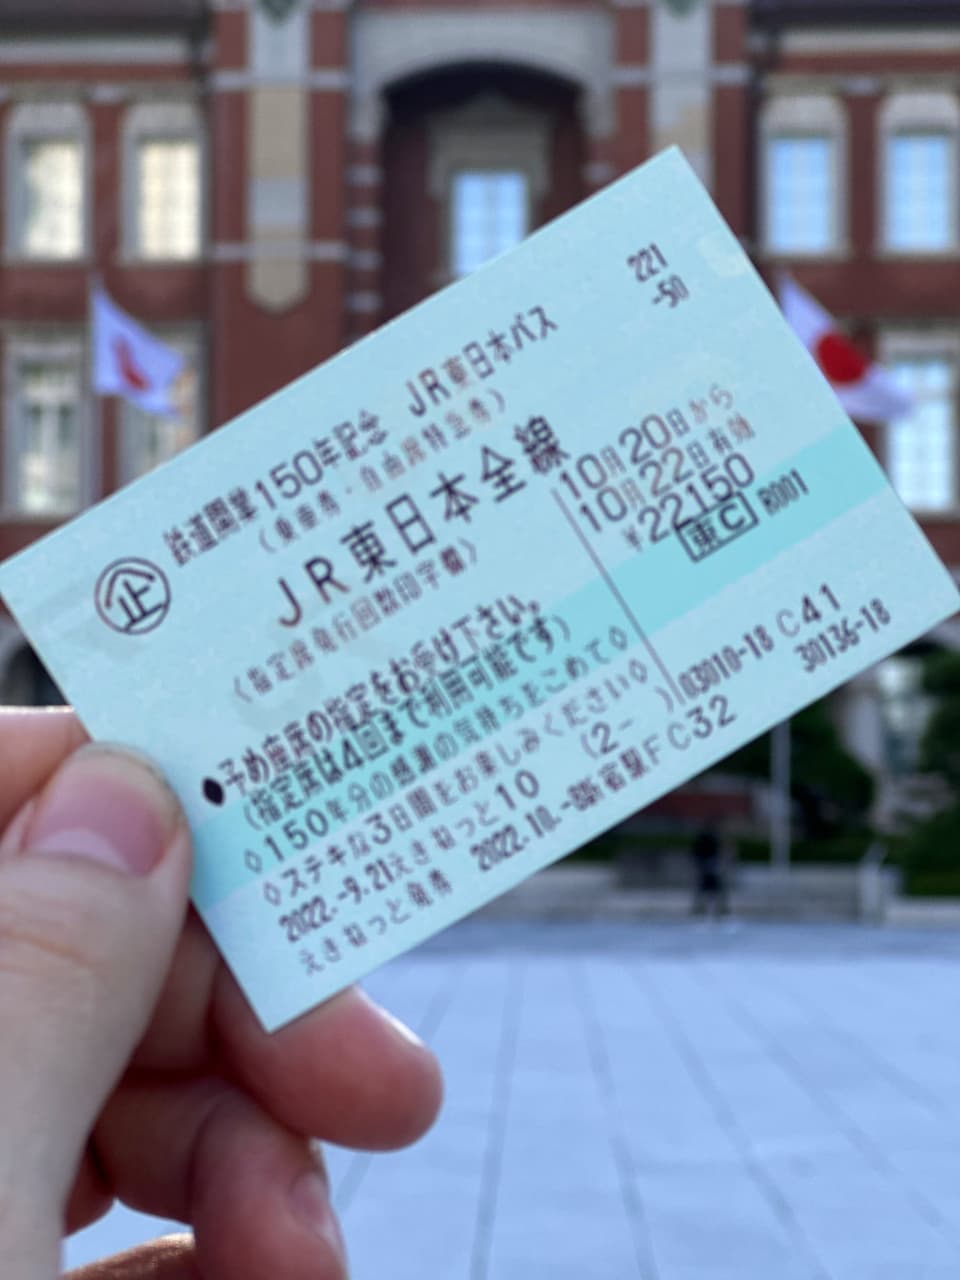 221
-50
企
鉄道開業150年記念 JR東日本パス
(乗車券・自由席特急券)
JR東日本全線
10月20日から
10月22日有効
¥22150
東C R001
(指定席発行回数印字欄)
●予め座席の指定をお受け下さい。
(指定席は4回まで利用可能です)
◇150年分の感謝の気持ちをこめて◇
◇ステキな3日間をお楽しみください◇
2022.-9.21えきねっと10 (2- ) 03010-18 C41
えきねっと発券 2022.10.-8新宿駅FC32 30136-18